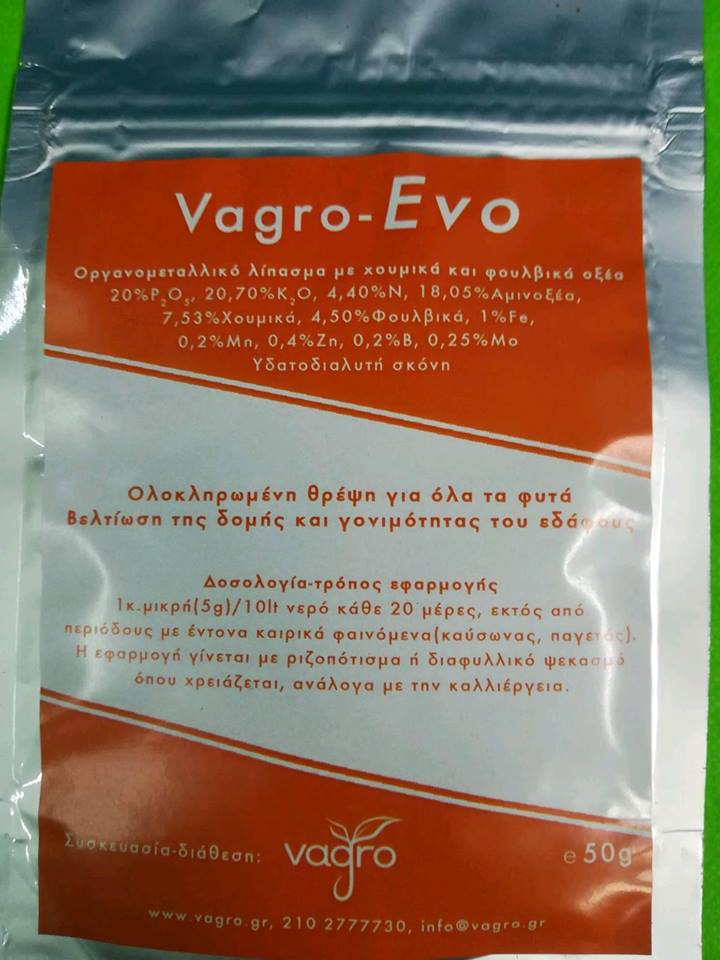 Vagro-Evo
Οργανομεταλλικό λίπασμα με χουμικά και φουλβικά οξέα
20%P₂O₅, 20,70%K₂O, 4,40%N, 18,05%Αμινοξέα,
7,53%Χουμικά, 4,50%Φουλβικά, 1%Fe,
0,2%Mn, 0,4%Zn, 0,2%B, 0,25%Mo
Υδατοδιαλυτή σκόνη
Ολοκληρωμένη θρέψη για όλα τα φυτά
Βελτίωση της δομής και γονιμότητας του εδάφους
Δοσολογία-τρόπος εφαρμογής
1κ.μικρή(5g)/10lt νερό κάθε 20 μέρες, εκτός από
περιόδους με έντονα καιρικά φαινόμενα(καύσωνας, παγετός).
Η εφαρμογή γίνεται με ριζοπότισμα ή διαφυλλικό ψεκασμό
όπου χρειάζεται, ανάλογα με την καλλιέργεια.
Συσκευασία-διάθεση: vagro e 50g
www.vagro.gr, 210 2777730, info@vagro.gr